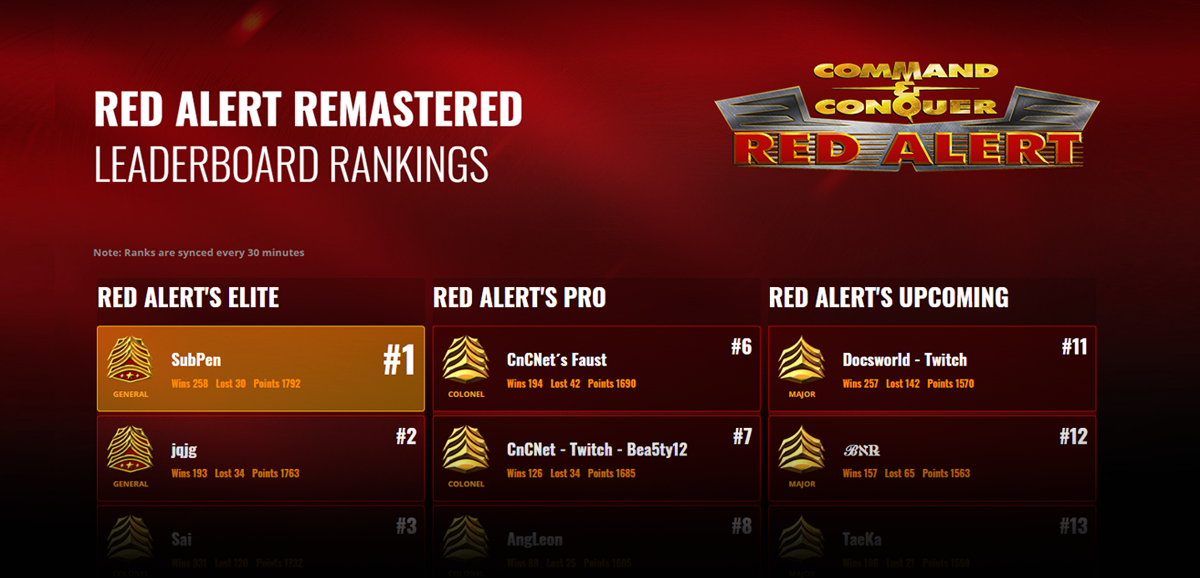 COMMAND
&
CONQUER
RED ALERT
RED ALERT REMASTERED
LEADERBOARD RANKINGS
Note: Ranks are synced every 30 minutes
RED ALERT'S ELITE
SubPen
#1
Wins 258 Lost 30 Points 1792
GENERAL
jqjg
#2
Wins 193 Lost 34 Points 1763
GENERAL
Sai
#3
RED ALERT'S PRO
CnCNet´s Faust
#6
Wins 194 Lost 42 Points 1690
COLONEL
CnCNet - Twitch - Bea5ty12
#7
Wins 126 Lost 34 Points 1685
COLONEL
AngLeon
#8
RED ALERT'S UPCOMING
Docsworld - Twitch
#11
Wins 257 Lost 142 Points 1570
MAJOR
ℬℕℝ
#12
Wins 157 Lost 65 Points 1563
MAJOR
TaeKa
#13